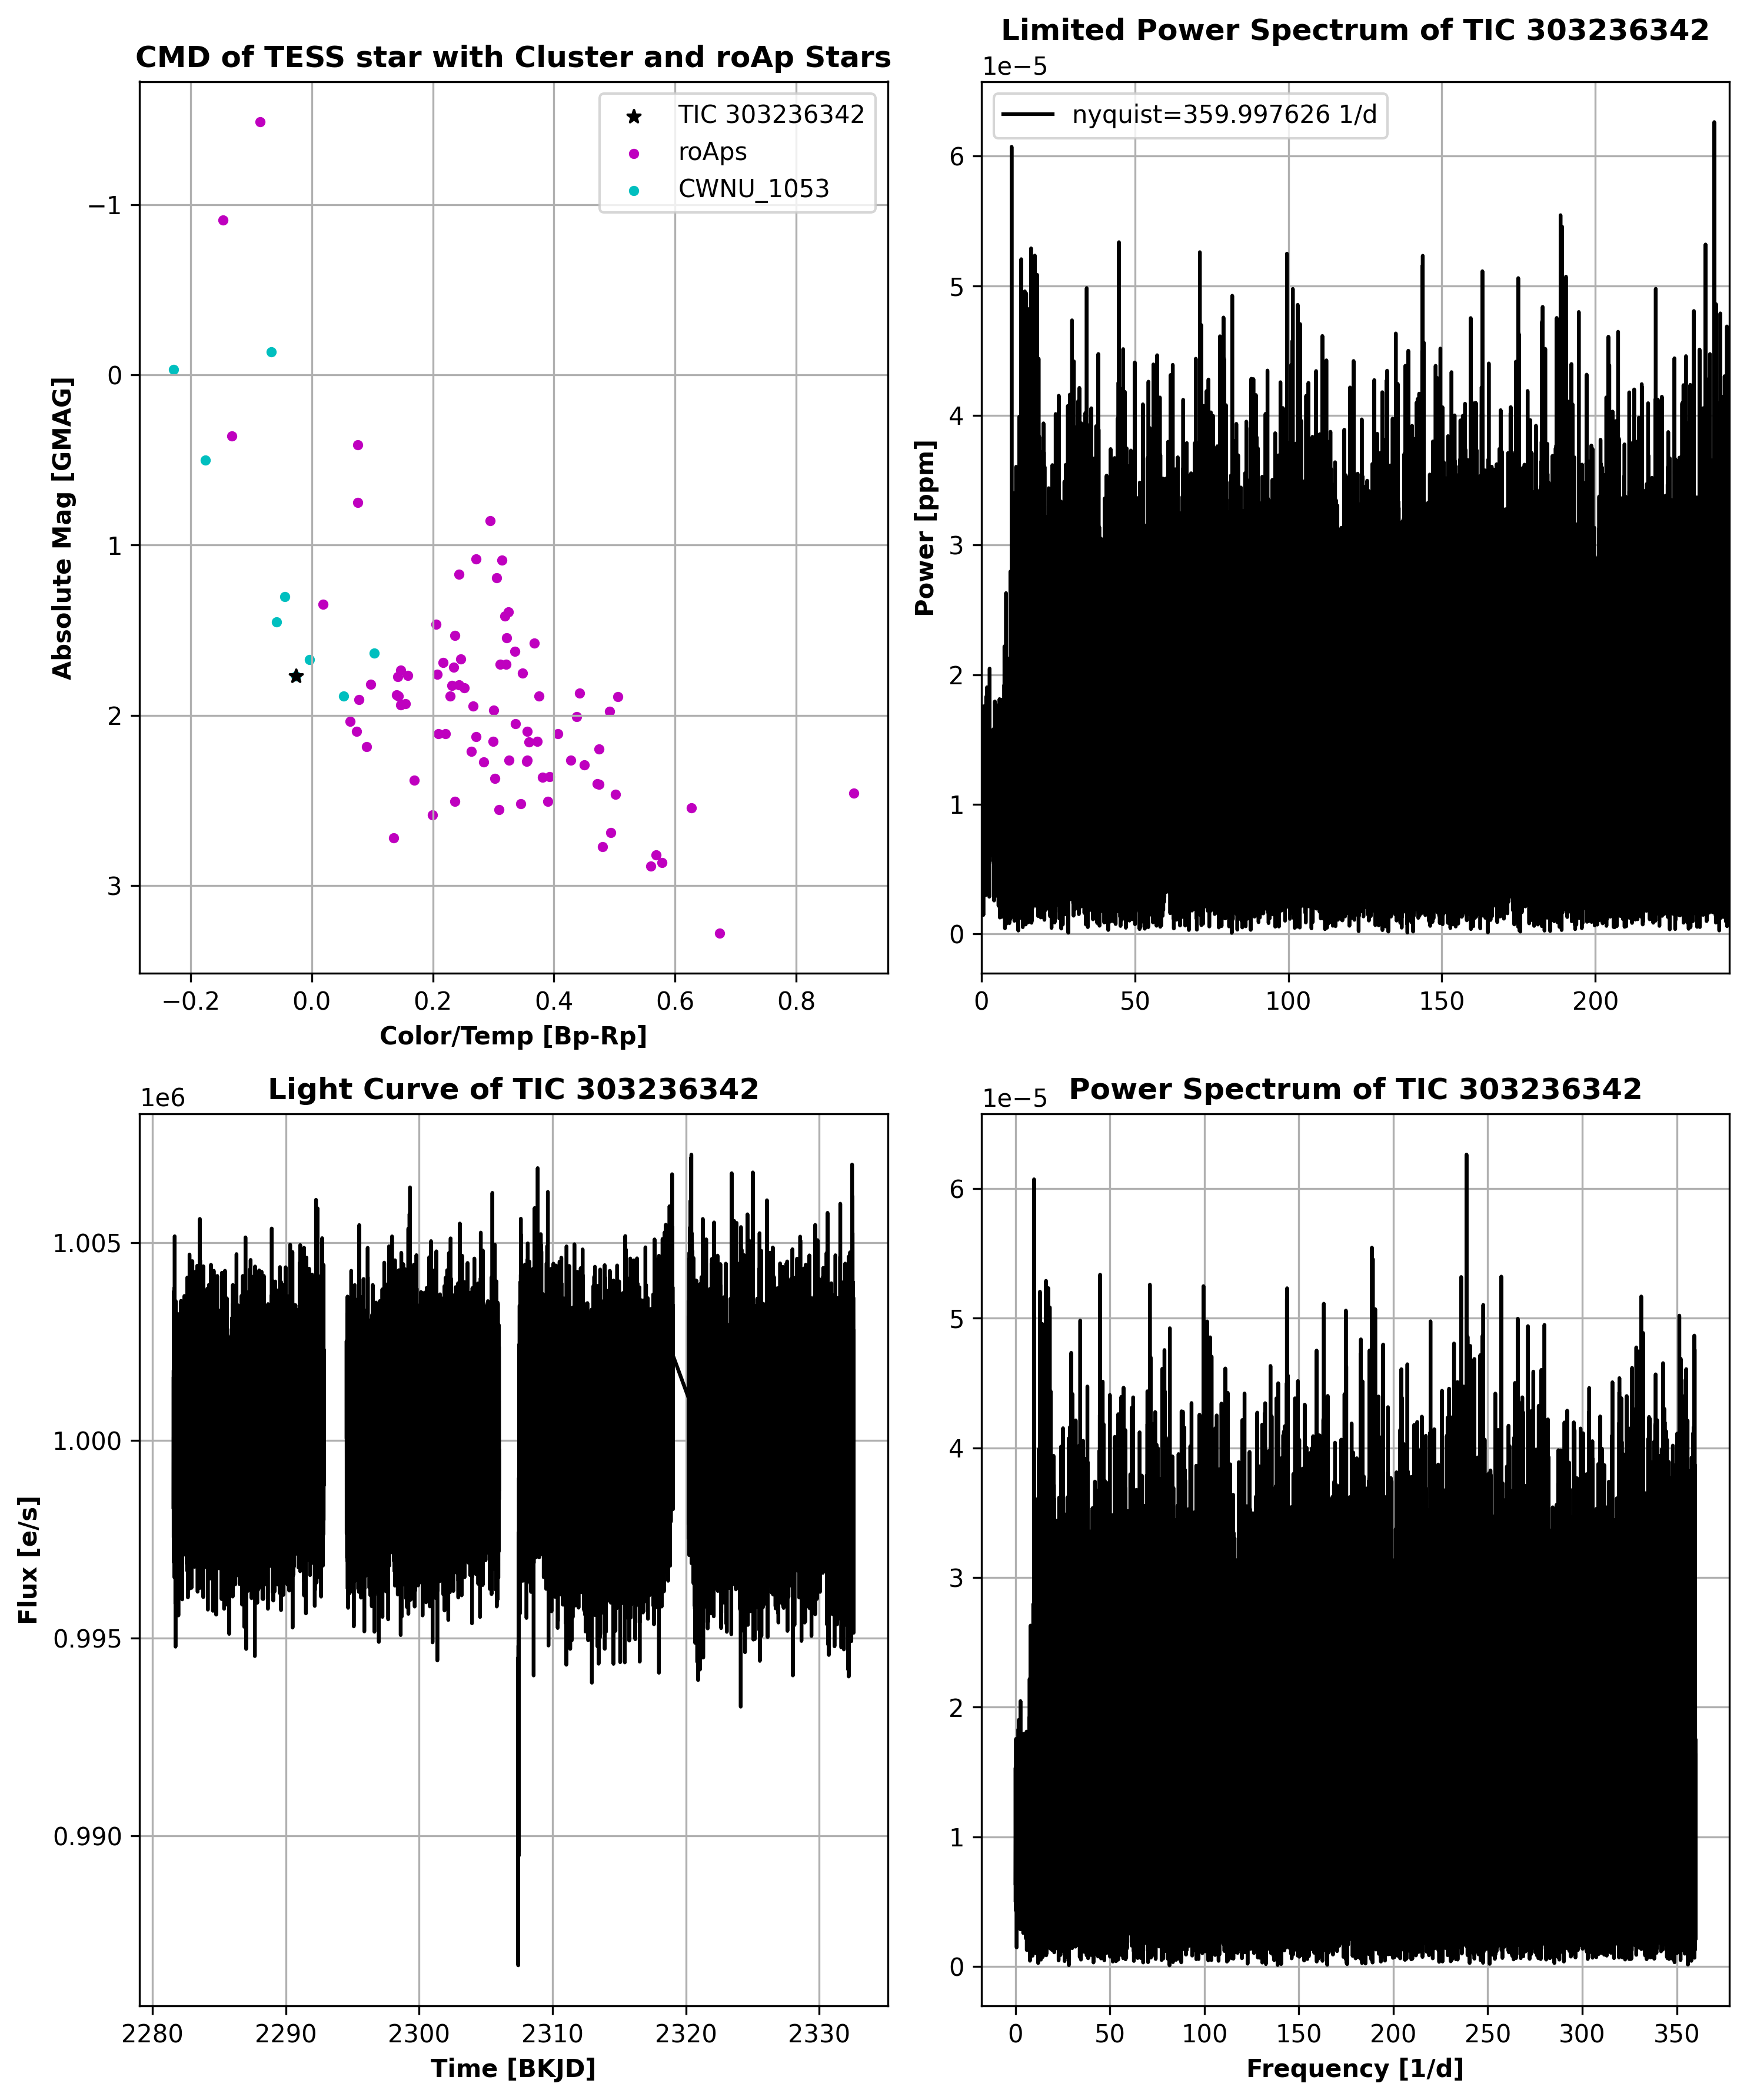 CMD of TESS star with Cluster and roAp Stars
TIC 303236342
roAps
CWNU_1053
Absolute Mag [GMAG]
−1
0
1
2
3
−0.2 0.0 0.2 0.4 0.6 0.8
Color/Temp [Bp-Rp]
Limited Power Spectrum of TIC 303236342
1e−5
nyquist=359.997626 1/d
Power [ppm]
6
5
4
3
2
1
0
0 50 100 150 200
Light Curve of TIC 303236342
1e6
Flux [e/s]
1.005
1.000
0.995
0.990
2280 2290 2300 2310 2320 2330
Time [BKJD]
Power Spectrum of TIC 303236342
1e−5
6
5
4
3
2
1
0
0 50 100 150 200 250 300 350
Frequency [1/d]